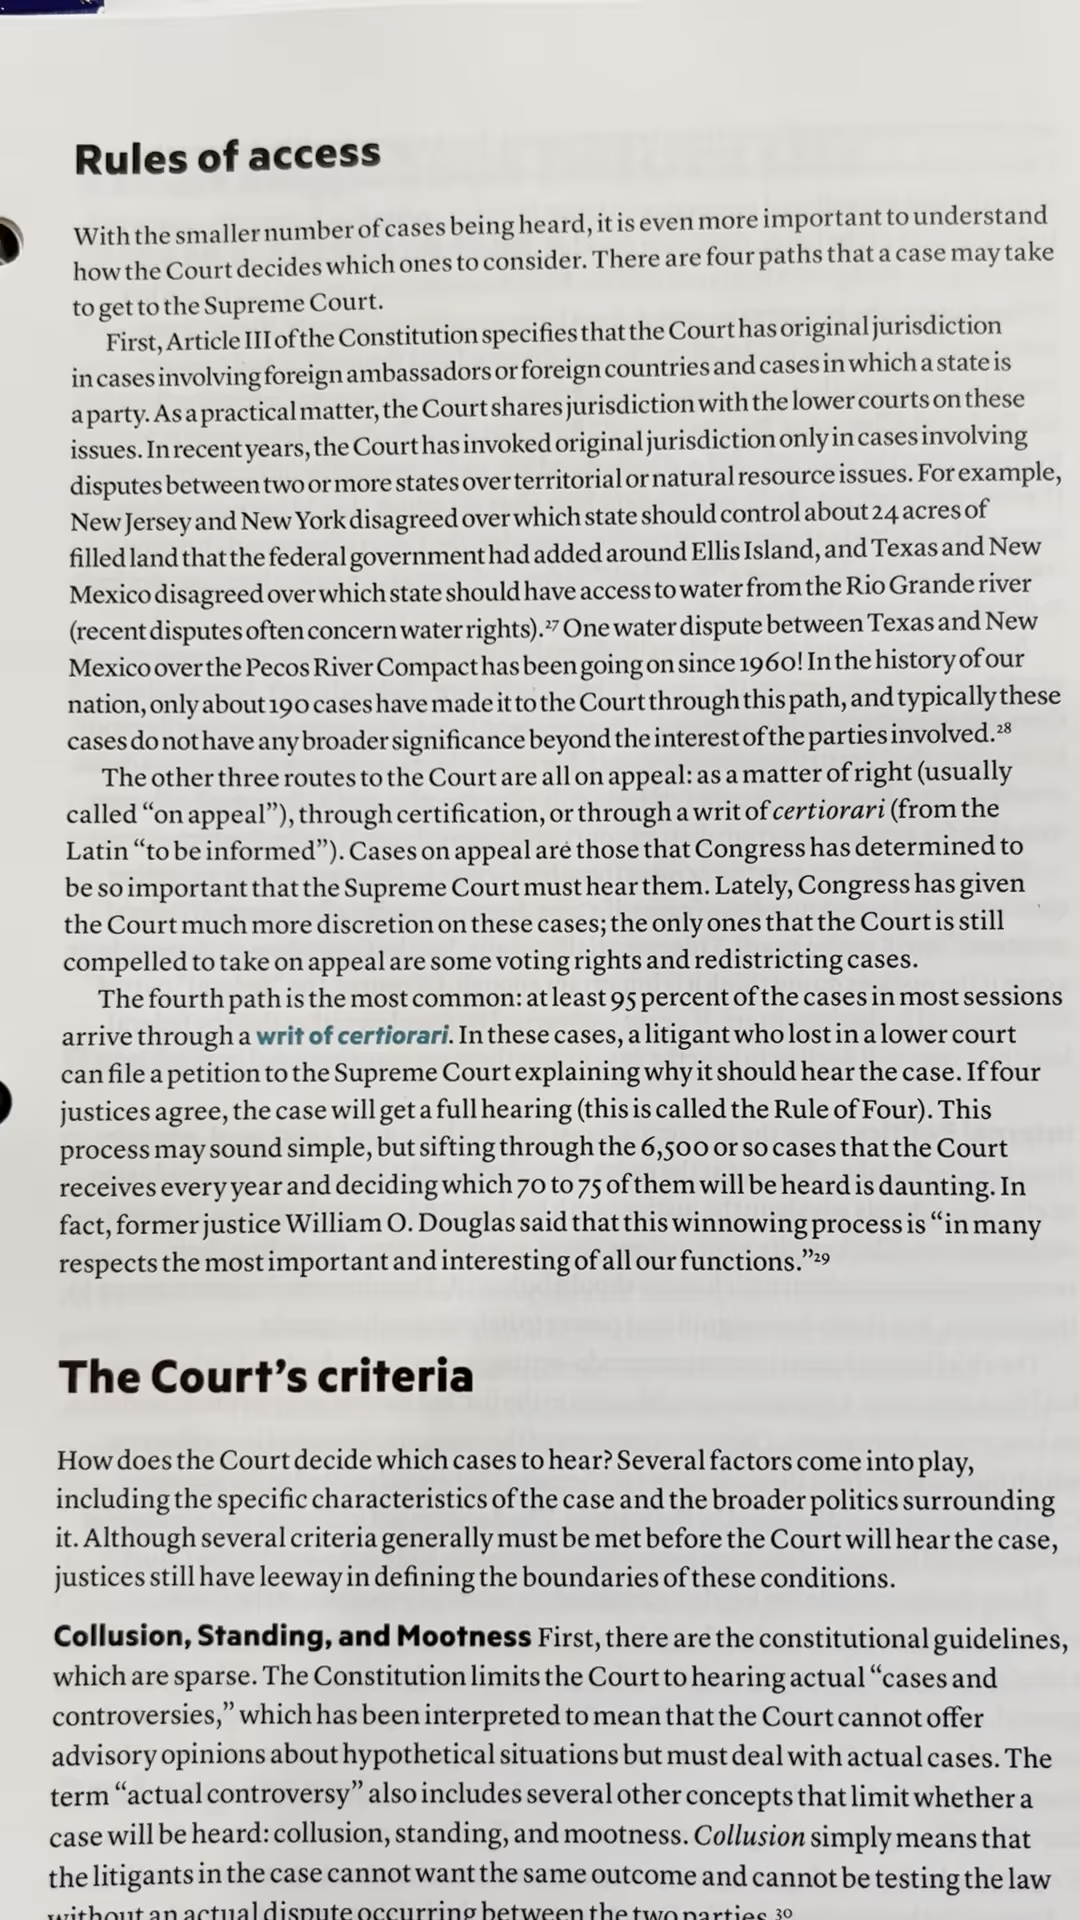 Rules of access
With the smaller number of cases being heard, it is even more important to understand
how the Court decides which ones to consider. There are four paths that a case may take
to get to the Supreme Court.
First, Article III of the Constitution specifies that the Court has original jurisdiction
in cases involving foreign ambassadors or foreign countries and cases in which a state is
a party. As a practical matter, the Court shares jurisdiction with the lower courts on these
issues. In recent years, the Court has invoked original jurisdiction only in cases involving
disputes between two or more states over territorial or natural resource issues. For example,
New Jersey and New York disagreed over which state should control about 24 acres of
filled land that the federal government had added around Ellis Island, and Texas and New
Mexico disagreed over which state should have access to water from the Rio Grande river
(recent disputes often concern water rights).²⁷ One water dispute between Texas and New
Mexico over the Pecos River Compact has been going on since 1960! In the history of our
nation, only about 190 cases have made it to the Court through this path, and typically these
cases do not have any broader significance beyond the interest of the parties involved.²⁸
The other three routes to the Court are all on appeal: as a matter of right (usually
called “on appeal”), through certification, or through a writ of certiorari (from the
Latin “to be informed”). Cases on appeal are those that Congress has determined to
be so important that the Supreme Court must hear them. Lately, Congress has given
the Court much more discretion on these cases; the only ones that the Court is still
compelled to take on appeal are some voting rights and redistricting cases.
The fourth path is the most common: at least 95 percent of the cases in most sessions
arrive through a writ of certiorari. In these cases, a litigant who lost in a lower court
can file a petition to the Supreme Court explaining why it should hear the case. If four
justices agree, the case will get a full hearing (this is called the Rule of Four). This
process may sound simple, but sifting through the 6,500 or so cases that the Court
receives every year and deciding which 70 to 75 of them will be heard is daunting. In
fact, former justice William O. Douglas said that this winnowing process is “in many
respects the most important and interesting of all our functions.”²⁹
The Court’s criteria
How does the Court decide which cases to hear? Several factors come into play,
including the specific characteristics of the case and the broader politics surrounding
it. Although several criteria generally must be met before the Court will hear the case,
justices still have leeway in defining the boundaries of these conditions.
Collusion, Standing, and Mootness First, there are the constitutional guidelines,
which are sparse. The Constitution limits the Court to hearing actual “cases and
controversies,” which has been interpreted to mean that the Court cannot offer
advisory opinions about hypothetical situations but must deal with actual cases. The
term “actual controversy” also includes several other concepts that limit whether a
case will be heard: collusion, standing, and mootness. Collusion simply means that
the litigants in the case cannot want the same outcome and cannot be testing the law
without an actual dispute occurring between the two parties.³⁰